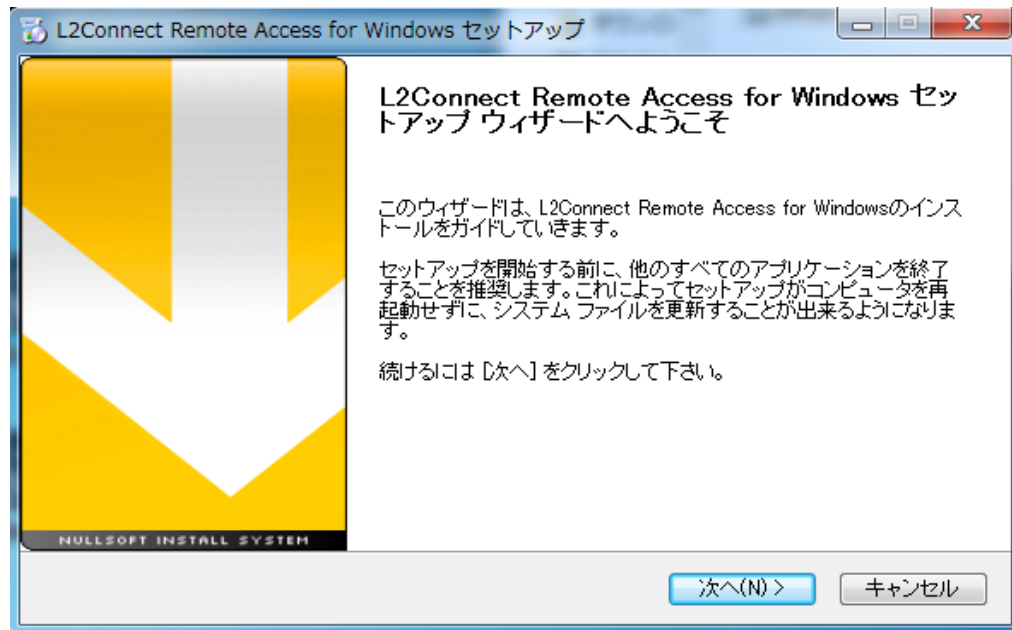 L2Connect Remote Access for Windows セットアップ
L2Connect Remote Access for Windows セッ
トアップ ウィザードへようこそ
このウィザードは、L2Connect Remote Access for Windowsのインス
トールをガイドしていきます。
セットアップを開始する前に、他のすべてのアプリケーションを終了
することを推奨します。これによってセットアップがコンピュータを再
起動せずに、システム ファイルを更新することが出来るようになりま
す。
続けるには [次へ] をクリックして下さい。
NULLSOFT INSTALL SYSTEM
次へ(N) >
キャンセル